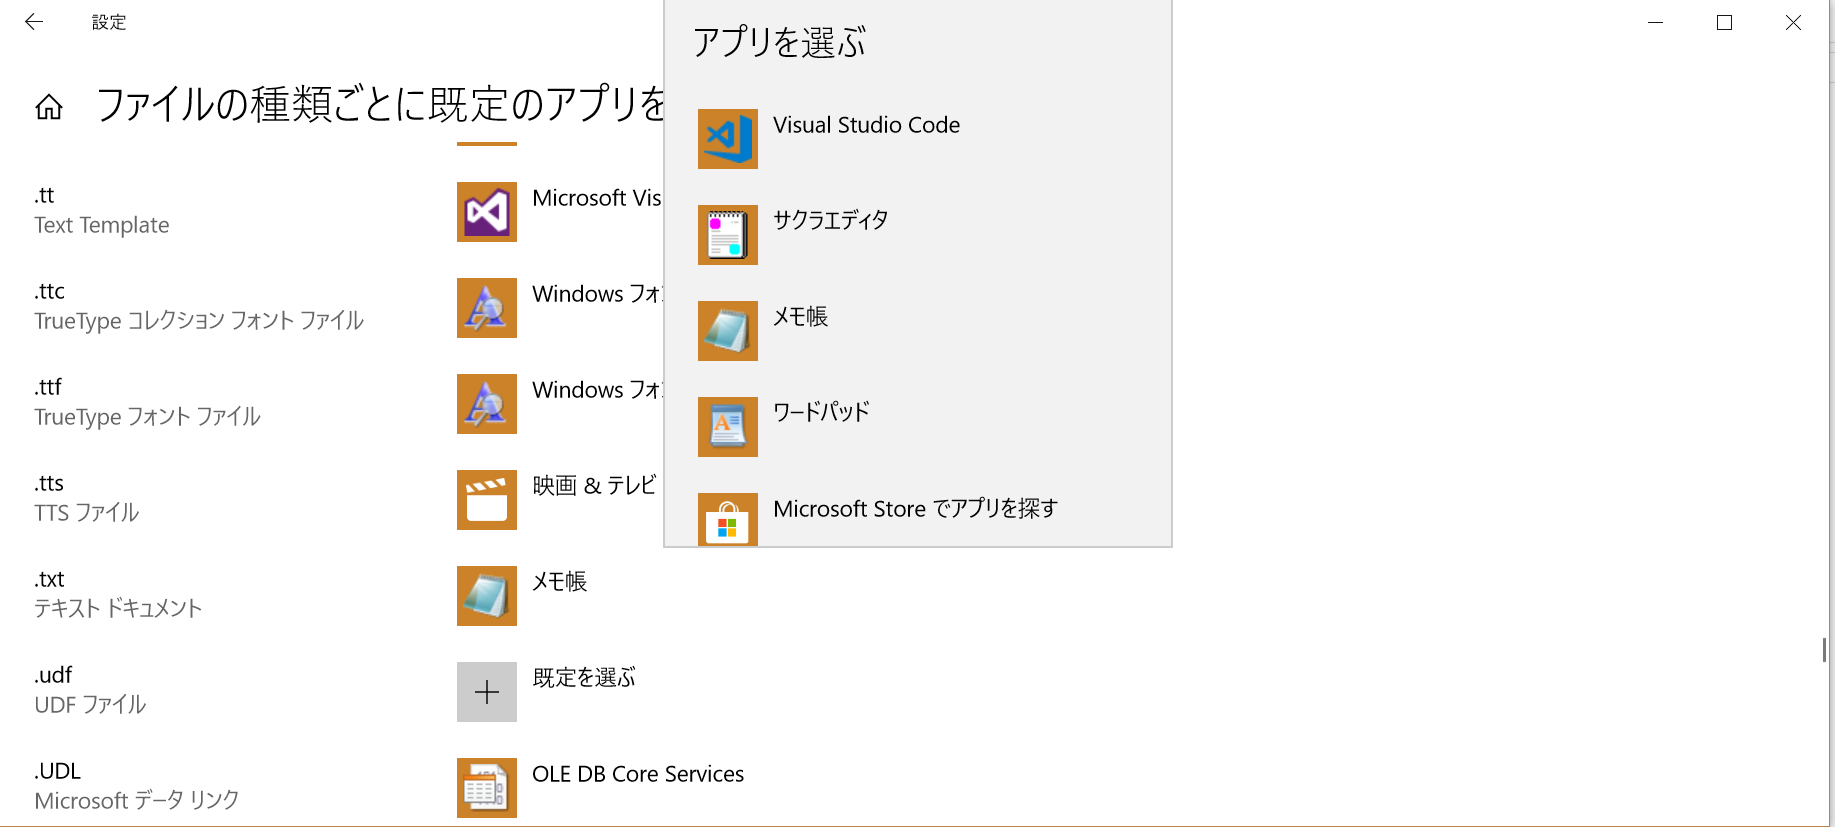 設定
ファイルの種類ごとに既定のアプリを
.tt
Text Template
Microsoft Vis
.ttc
TrueType コレクション フォント ファイル
Windows フォ
.ttf
TrueType フォント ファイル
Windows フォ
.tts
TTS ファイル
映画 & テレビ
.txt
テキスト ドキュメント
メモ帳
.udf
UDF ファイル
既定を選ぶ
.UDL
Microsoft データ リンク
OLE DB Core Services
アプリを選ぶ
Visual Studio Code
サクラエディタ
メモ帳
ワードパッド
Microsoft Store でアプリを探す